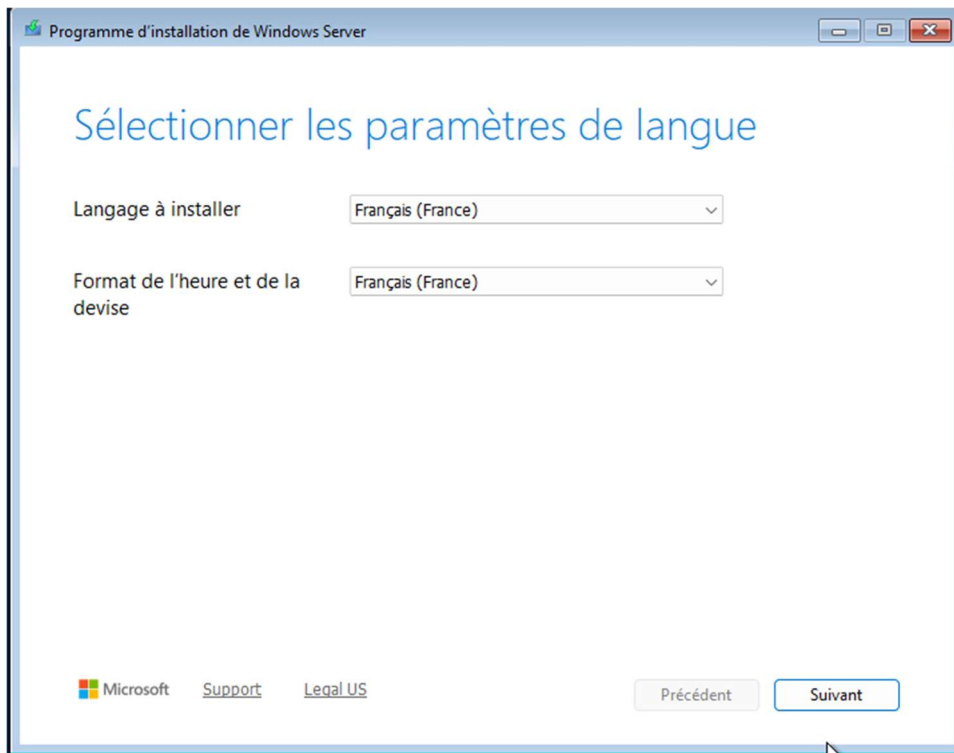 Programme d'installation de Windows Server
Sélectionner les paramètres de langue
Langage à installer
Français (France)
Format de l'heure et de la
devise
Français (France)
Microsoft Support Legal US
Précédent Suivant